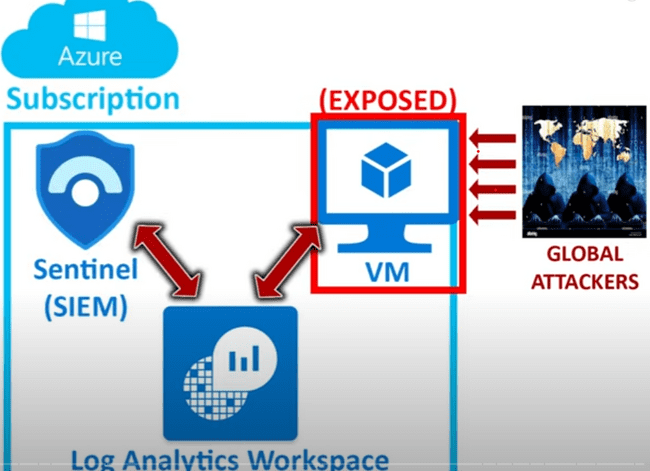 Azure
Subscription
(EXPOSED)
Sentinel
(SIEM)
VM
GLOBAL
ATTACKERS
Log Analytics Workspace